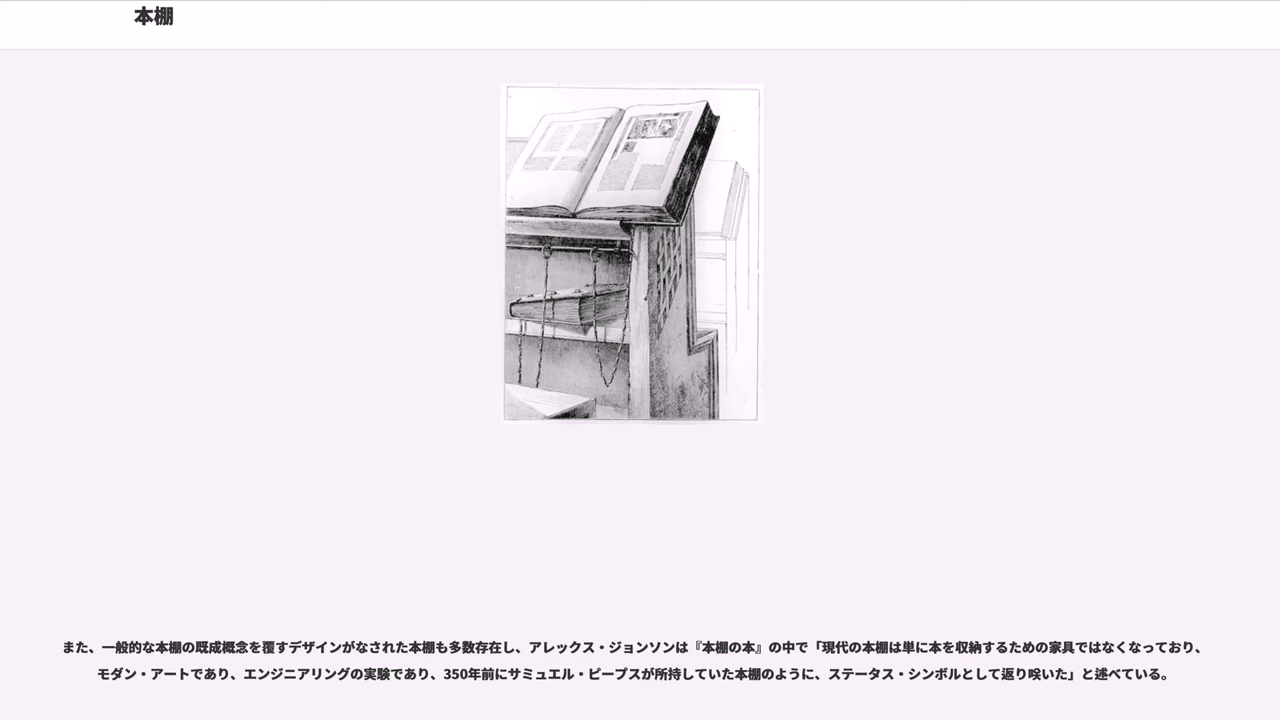 本棚
また、一般的な本棚の既成概念を覆すデザインがなされた本棚も多数存在し、アレックス・ジョンソンは『本棚の本』の中で「現代の本棚は単に本を収納するための家具ではなくなっており、
モダン・アートであり、エンジニアリングの実験であり、350年前にサミュエル・ピープスが所持していた本棚のように、ステータス・シンボルとして返り咲いた」と述べている。